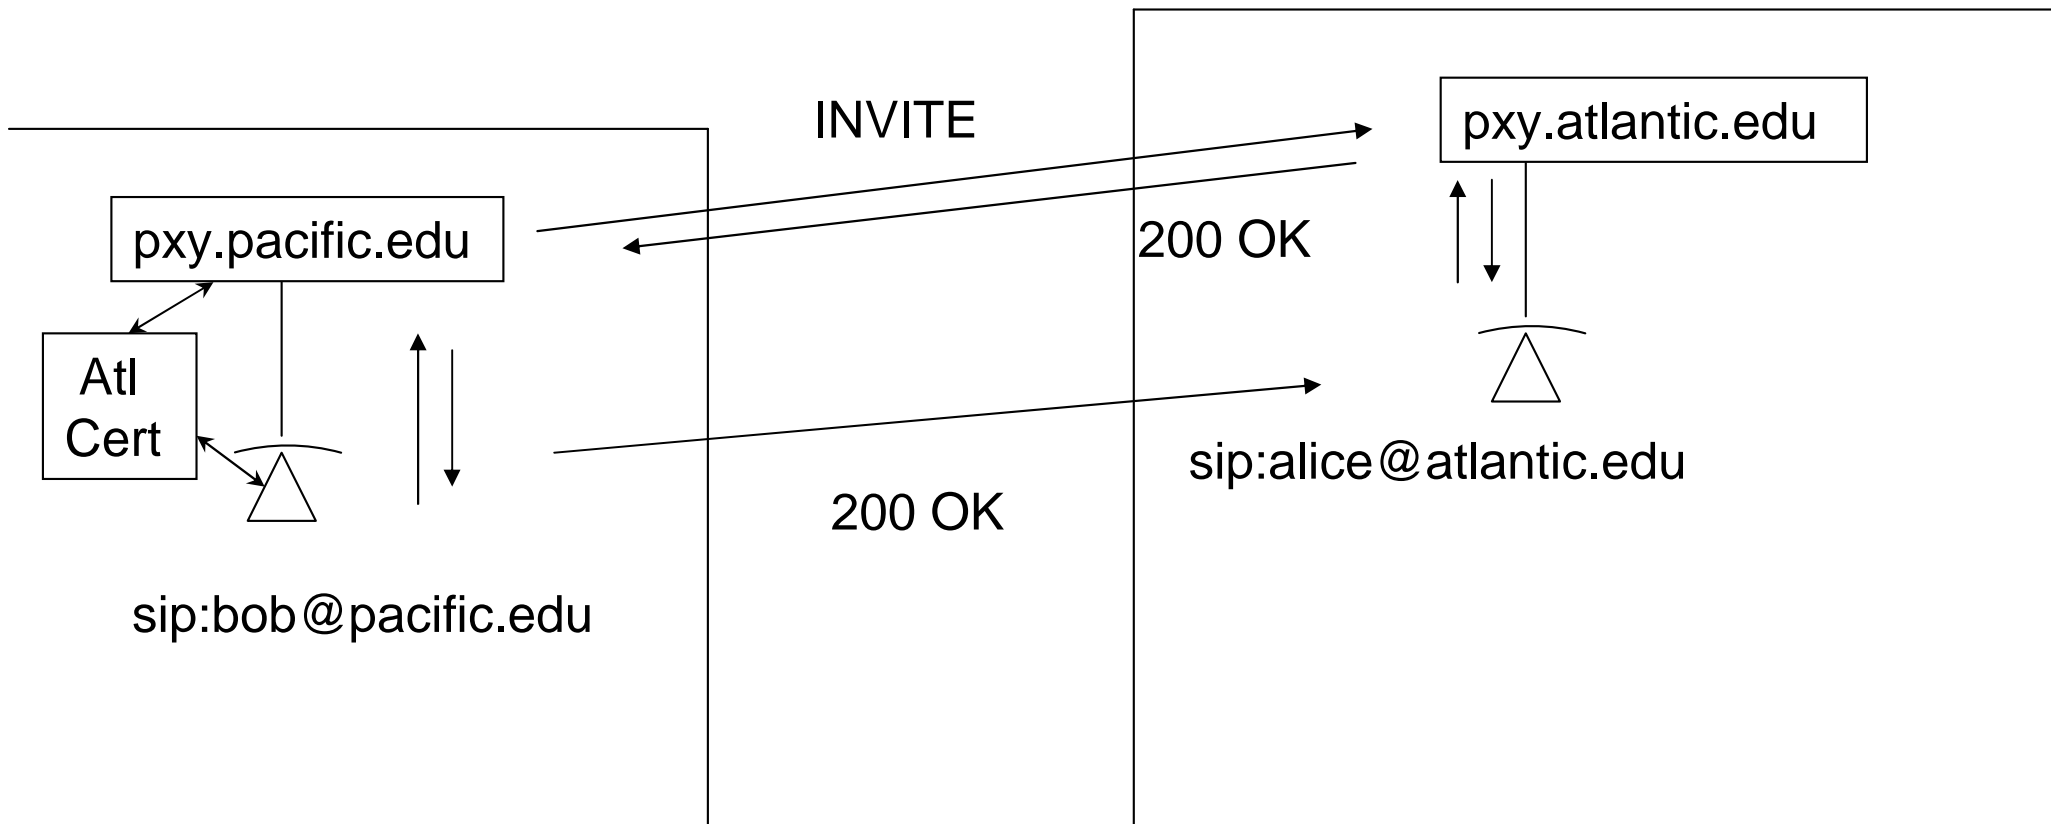 INVITE
pxy.atlantic.edu
pxy.pacific.edu
200 OK
Atl
Cert
sip:alice@atlantic.edu
200 OK
sip:bob@pacific.edu